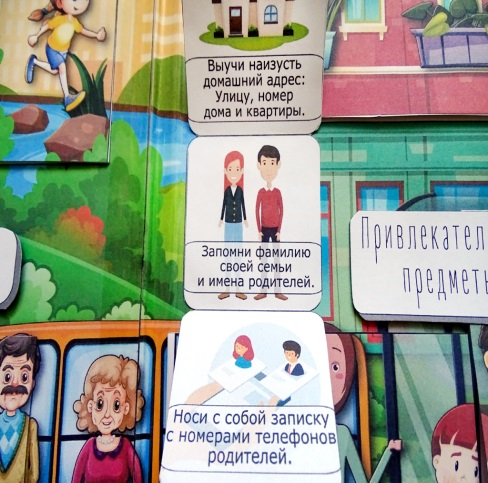 Выучи наизусть
домашний адрес:
Улицу, номер
дома и квартиры.
Запомни фамилию
своей семьи
и имена родителей.
Носи с собой записку
с номерами телефонов
родителей.
предметы